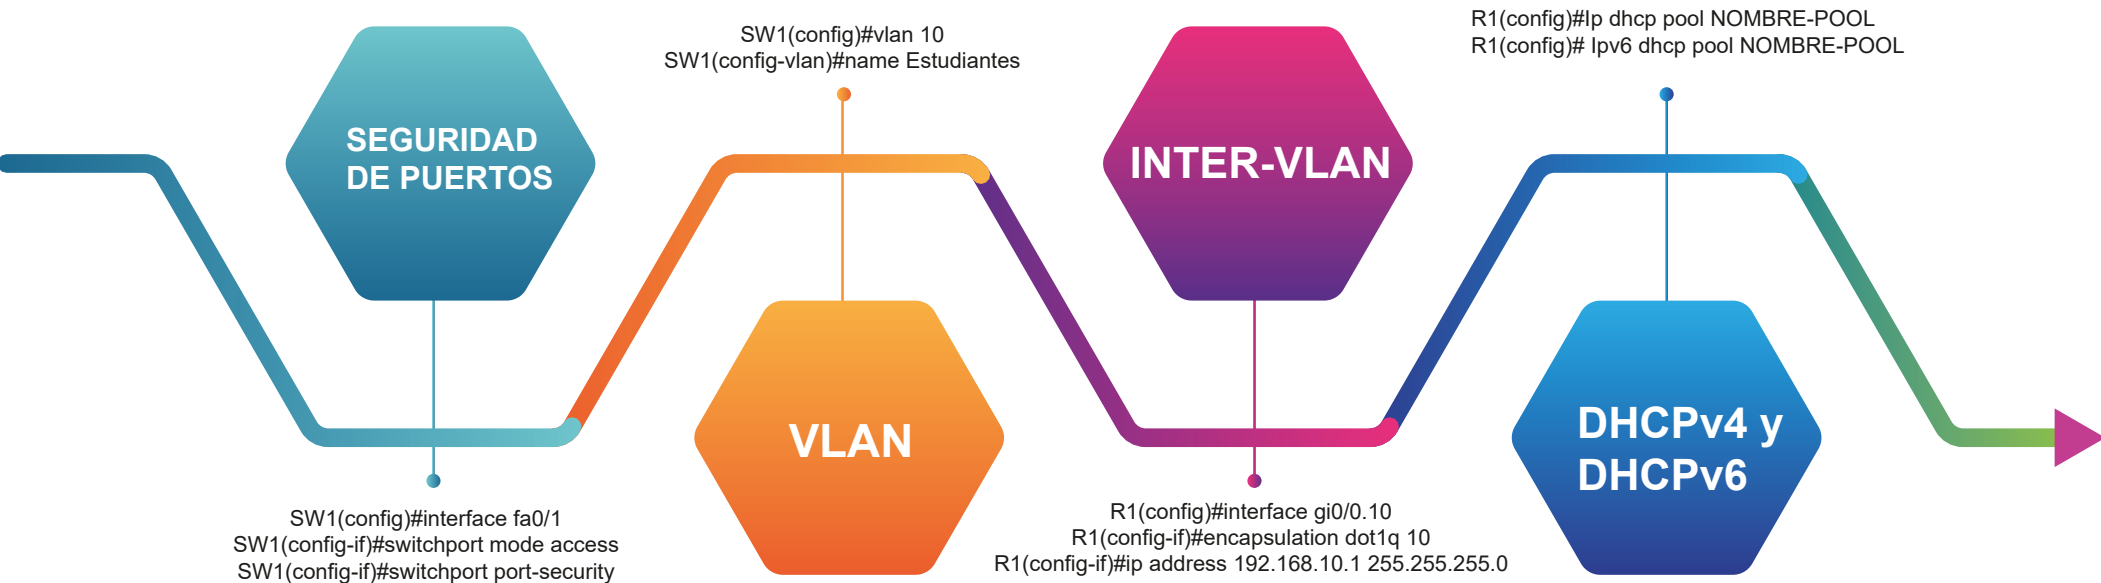 SEGURIDAD
DE PUERTOS
SW1(config)#interface fa0/1
SW1(config-if)#switchport mode access
SW1(config-if)#switchport port-security
SW1(config)#vlan 10
SW1(config-vlan)#name Estudiantes
VLAN
INTER-VLAN
R1(config)#interface gi0/0.10
R1(config-if)#encapsulation dot1q 10
R1(config-if)#ip address 192.168.10.1 255.255.255.0
R1(config)#Ip dhcp pool NOMBRE-POOL
R1(config)# Ipv6 dhcp pool NOMBRE-POOL
DHCPv4 y
DHCPv6